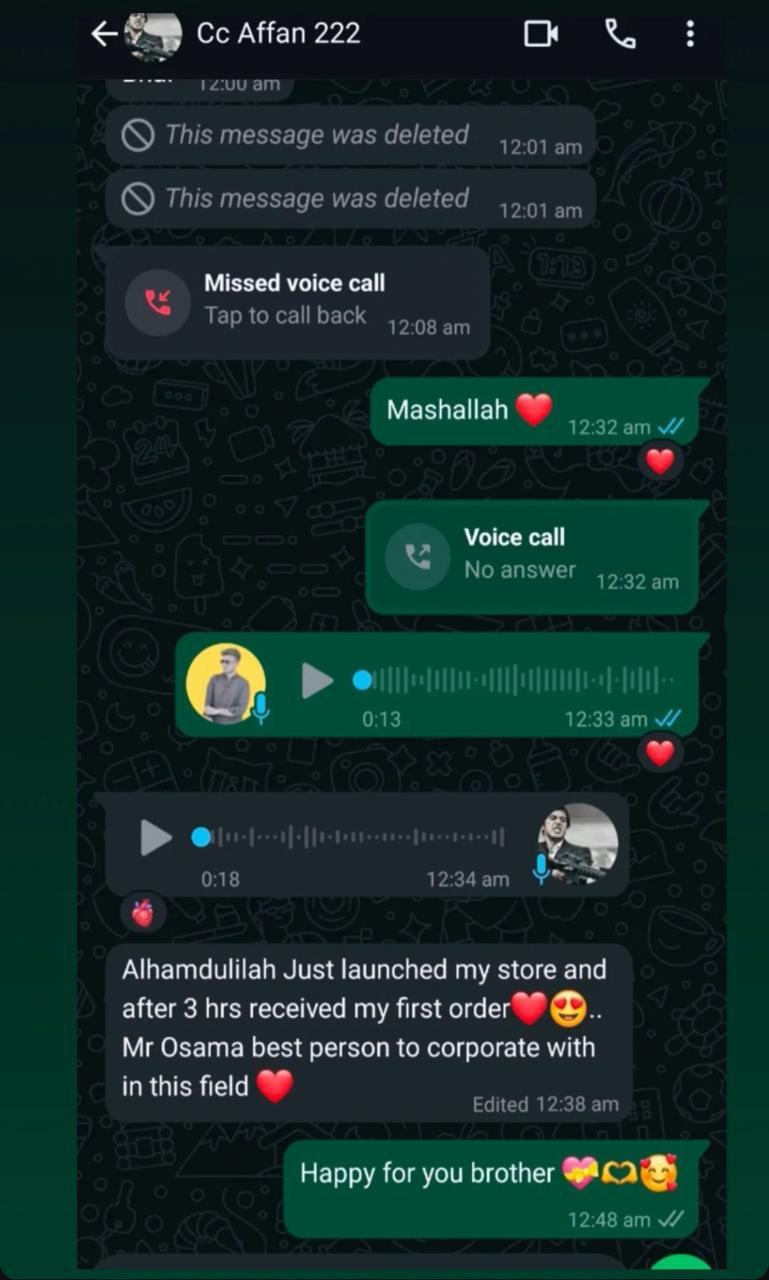 Cc Affan 222
12:00 am
This message was deleted 12:01 am
This message was deleted 12:01 am
Missed voice call
Tap to call back 12:08 am
Mashallah ❤️ 12:32 am
❤️
Voice call
No answer 12:32 am
0:13 12:33 am
❤️
0:18 12:34 am
🫀
Alhamdulilah Just launched my store and
after 3 hrs received my first order❤️😍..
Mr Osama best person to corporate with
in this field ❤️
Edited 12:38 am
Happy for you brother 💝🫶🥰
12:48 am